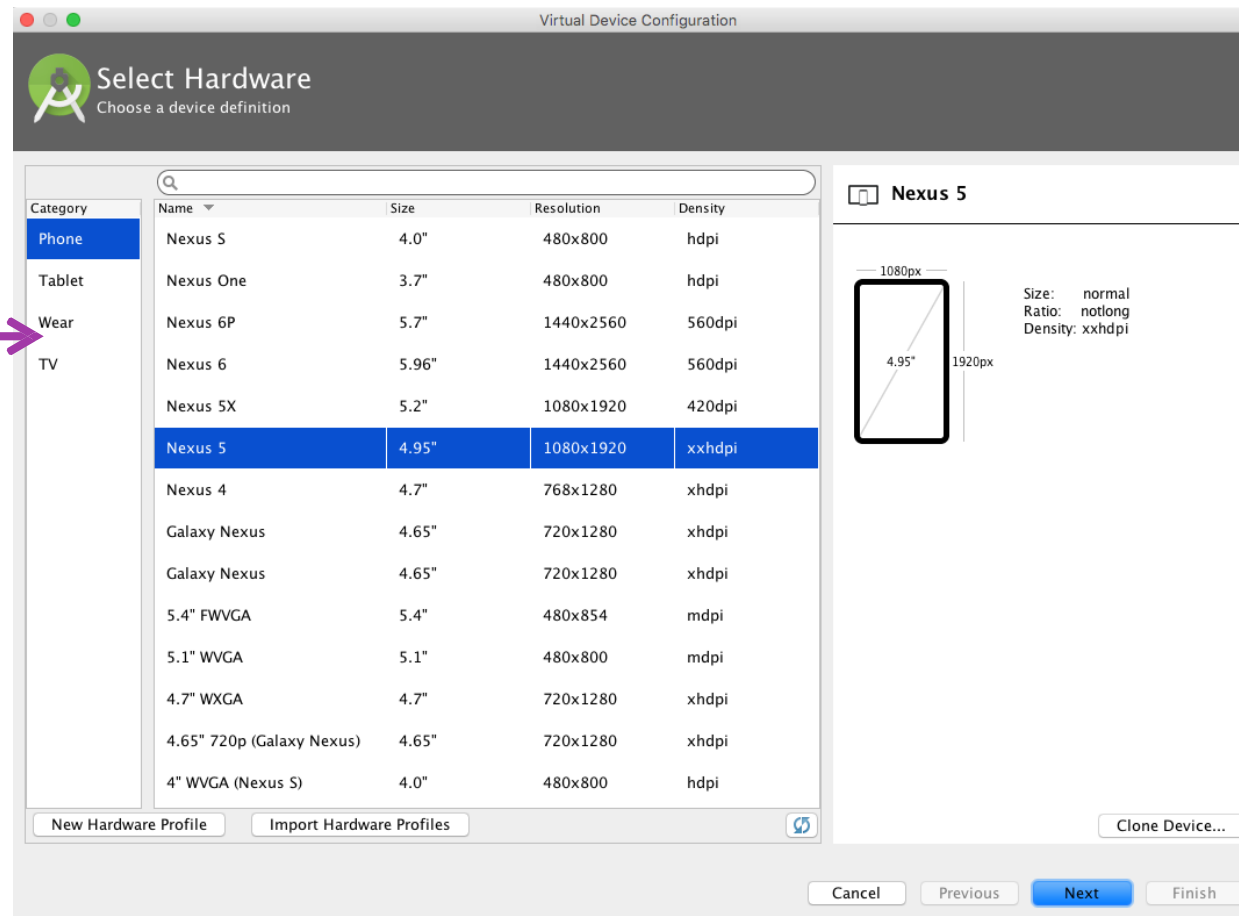 Virtual Device Configuration
Select Hardware
Choose a device definition
Category
Phone
Tablet
Wear
TV
Name Size Resolution Density
Nexus S 4.0" 480x800 hdpi
Nexus One 3.7" 480x800 hdpi
Nexus 6P 5.7" 1440x2560 560dpi
Nexus 6 5.96" 1440x2560 560dpi
Nexus 5X 5.2" 1080x1920 420dpi
Nexus 5 4.95" 1080x1920 xxhdpi
Nexus 4 4.7" 768x1280 xhdpi
Galaxy Nexus 4.65" 720x1280 xhdpi
Galaxy Nexus 4.65" 720x1280 xhdpi
5.4" FWVGA 5.4" 480x854 mdpi
5.1" WVGA 5.1" 480x800 mdpi
4.7" WXGA 4.7" 720x1280 xhdpi
4.65" 720p (Galaxy Nexus) 4.65" 720x1280 xhdpi
4" WVGA (Nexus S) 4.0" 480x800 hdpi
New Hardware Profile Import Hardware Profiles
Nexus 5
1080px
4.95" 1920px
Size: normal
Ratio: notlong
Density: xxhdpi
Clone Device...
Cancel Previous Next Finish